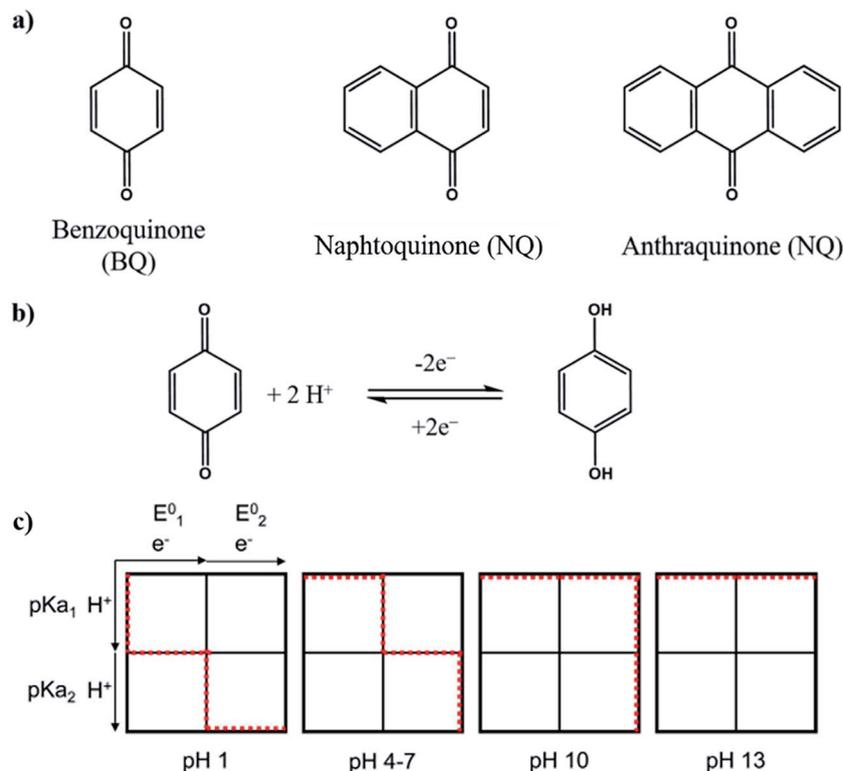 a)
O
O
O
O
O
O
Benzoquinone
(BQ)
Naphtoquinone (NQ)
Anthraquinone (NQ)
b)
O
OH
+ 2 H⁺
-2e⁻
+2e⁻
O
OH
c)
E⁰₁
E⁰₂
e⁻
e⁻
pKa₁ H⁺
pKa₂ H⁺
pH 1
pH 4-7
pH 10
pH 13